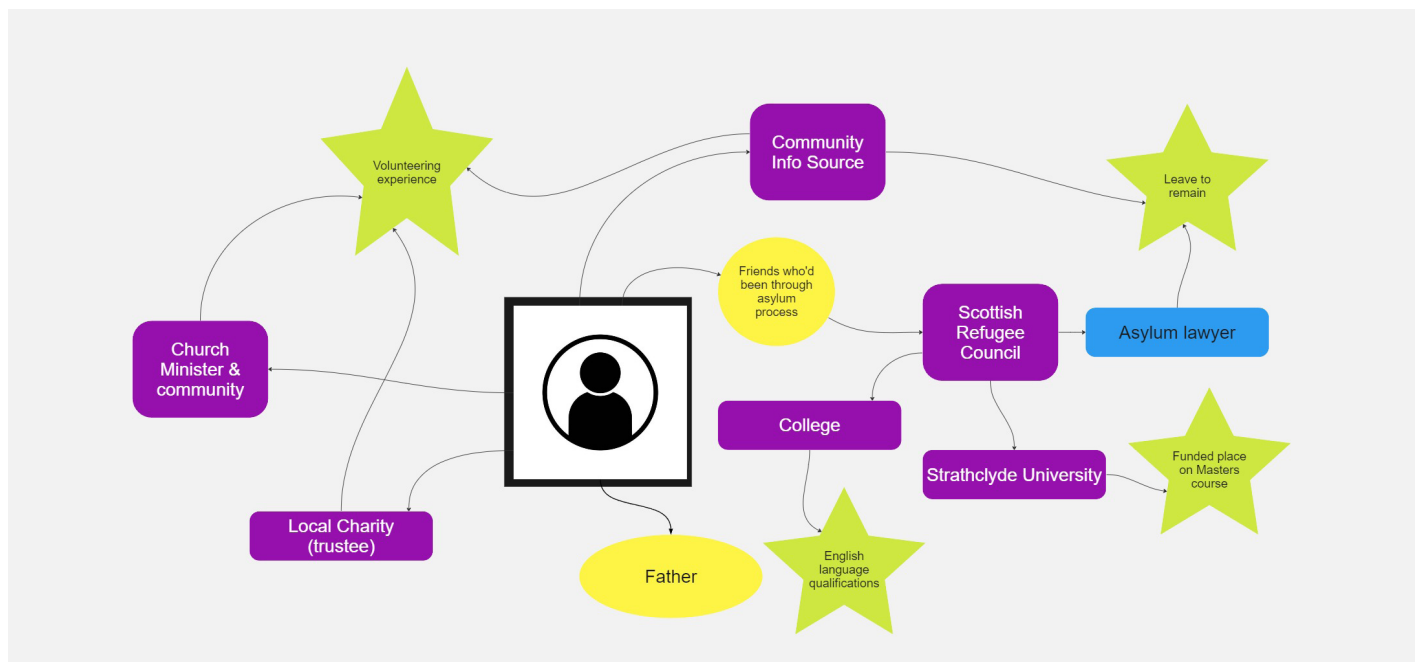 Volunteering
experience
Community
Info Source
Leave to
remain
Friends who'd
been through
asylum
process
Scottish
Refugee
Council
Asylum lawyer
Church
Minister &
community
College
Strathclyde University
Funded place
on Masters
course
Local Charity
(trustee)
Father
English
language
qualifications